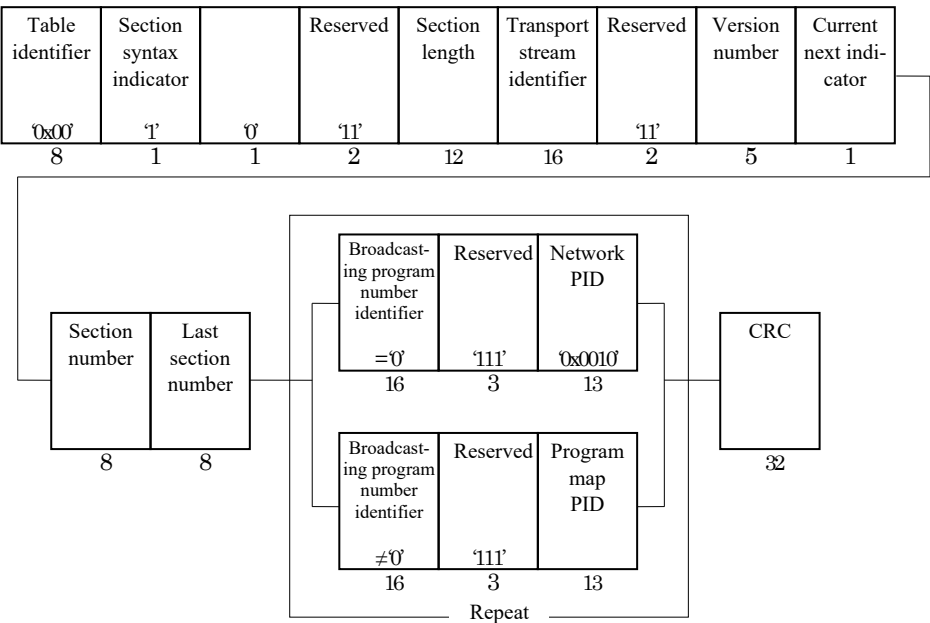 Table
identifier
‘0x00’
8
Section
syntax
indicator
‘1’
1
‘0’
1
Reserved
‘11’
2
Section
length
12
Transport
stream
identifier
16
Reserved
‘11’
2
Version
number
5
Current
next indi-
cator
1
Section
number
8
Last
section
number
8
Broadcast-
ing program
number
identifier
=‘0’
16
Reserved
‘111’
3
Network
PID
‘0x0010’
13
Broadcast-
ing program
number
identifier
≠‘0’
16
Reserved
‘111’
3
Program
map
PID
13
Repeat
CRC
32